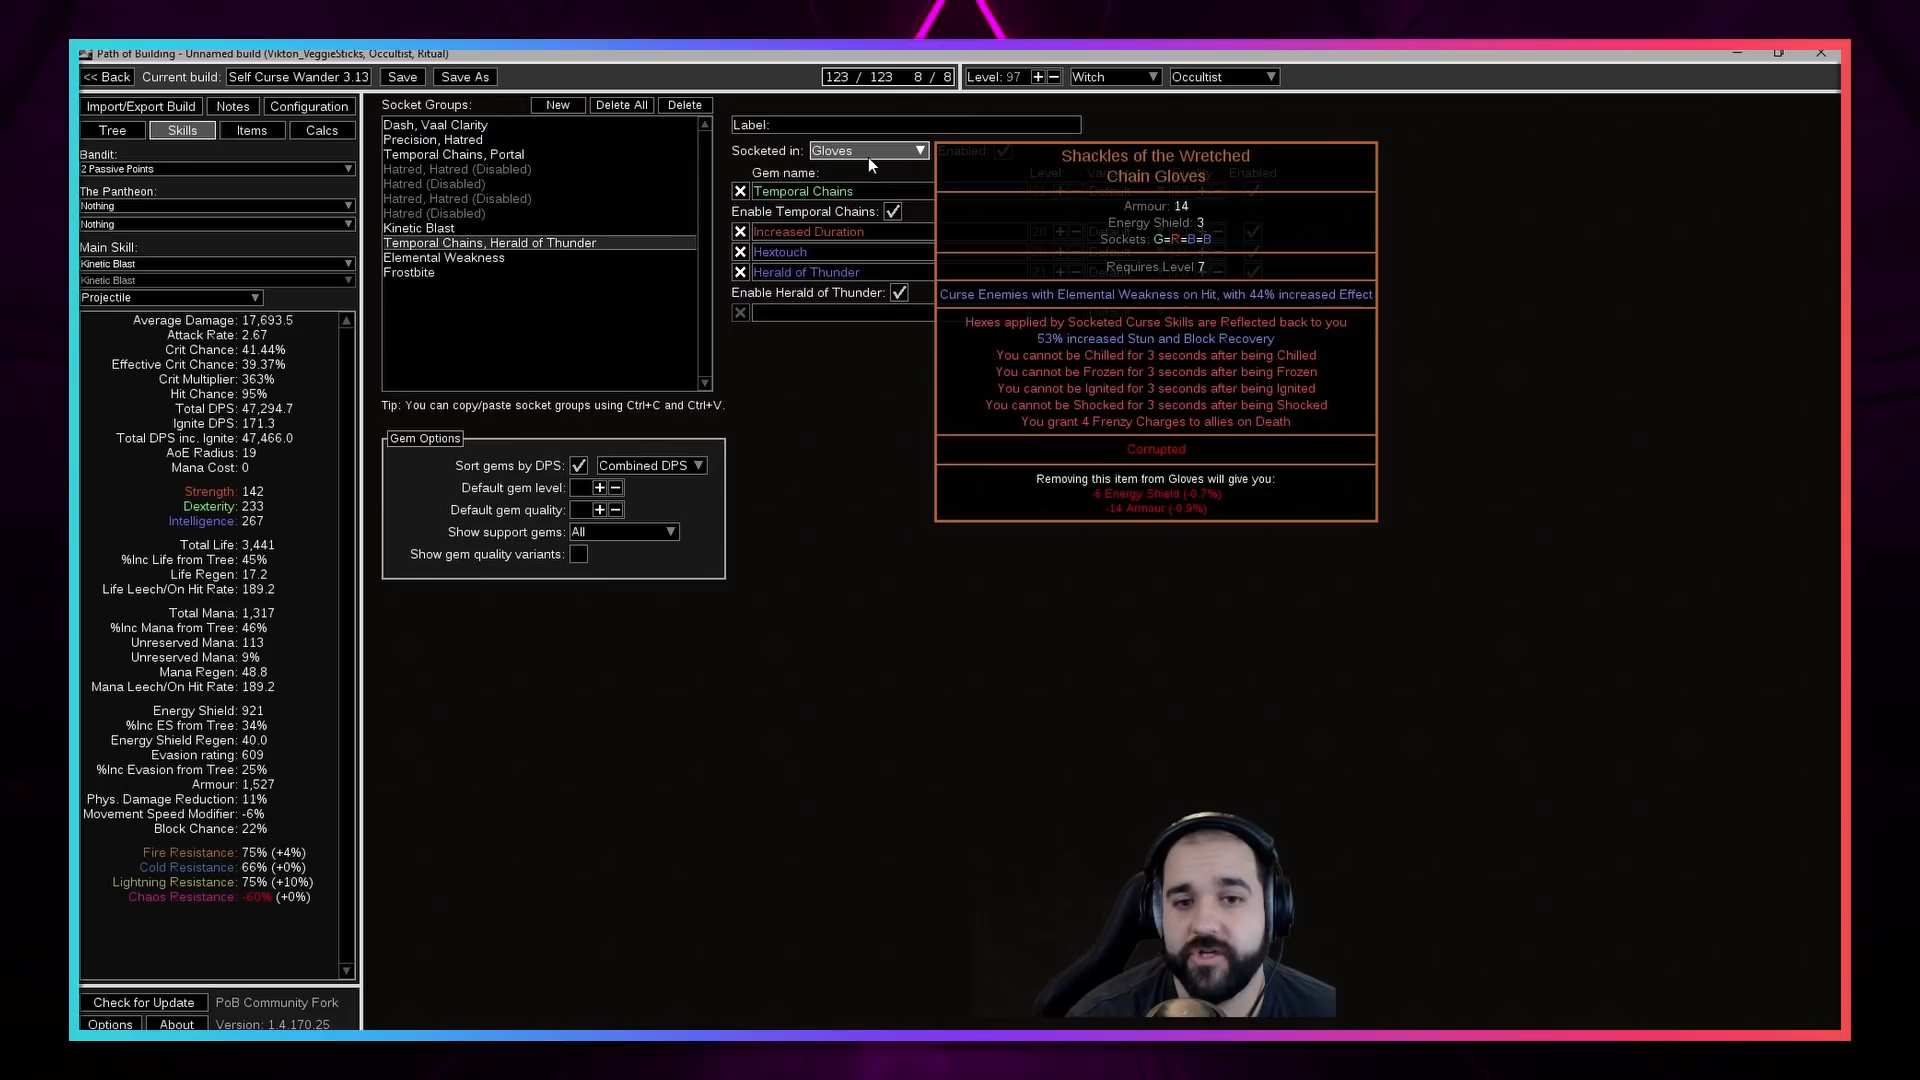 Path of Building - Unnamed build (Vikton_VeggieSticks, Occultist, Ritual)
<< Back
Current build: Self Curse Wander 3.13
Save
Save As
123 / 123 8 / 8
Level: 97
Witch
Occultist
Import/Export Build
Notes
Configuration
Tree
Skills
Items
Calcs
Bandit:
2 Passive Points
The Pantheon:
Nothing
Nothing
Main Skill:
Kinetic Blast
Kinetic Blast
Projectile
Average Damage: 17,693.5
Attack Rate: 2.67
Crit Chance: 41.44%
Effective Crit Chance: 39.37%
Crit Multiplier: 363%
Hit Chance: 95%
Total DPS: 47,294.7
Ignite DPS: 171.3
Total DPS inc. Ignite: 47,466.0
AoE Radius: 19
Mana Cost: 0
Strength: 142
Dexterity: 233
Intelligence: 267
Total Life: 3,441
%Inc Life from Tree: 45%
Life Regen: 17.2
Life Leech/On Hit Rate: 189.2
Total Mana: 1,317
%Inc Mana from Tree: 46%
Unreserved Mana: 113
Unreserved Mana: 9%
Mana Regen: 48.8
Mana Leech/On Hit Rate: 189.2
Energy Shield: 921
%Inc ES from Tree: 34%
Energy Shield Regen: 40.0
Evasion rating: 609
%Inc Evasion from Tree: 25%
Armour: 1,527
Phys. Damage Reduction: 11%
Movement Speed Modifier: -6%
Block Chance: 22%
Fire Resistance: 75% (+4%)
Cold Resistance: 66% (+0%)
Lightning Resistance: 75% (+10%)
Chaos Resistance: -60% (+0%)
Check for Update
PoB Community Fork
Options
About
Version: 1.4.170.25
Socket Groups:
New
Delete All
Delete
Dash, Vaal Clarity
Precision, Hatred
Temporal Chains, Portal
Hatred, Hatred (Disabled)
Hatred (Disabled)
Hatred, Hatred (Disabled)
Hatred (Disabled)
Kinetic Blast
Temporal Chains, Herald of Thunder
Elemental Weakness
Frostbite
Tip: You can copy/paste socket groups using Ctrl+C and Ctrl+V.
Gem Options
Sort gems by DPS:
Combined DPS
Default gem level:
Default gem quality:
Show support gems: All
Show gem quality variants:
Label:
Socketed in: Gloves
Enabled:
Gem name:
Level
Temporal Chains
Enable Temporal Chains:
Increased Duration
Hextouch
Herald of Thunder
Enable Herald of Thunder:
Enabled
Shackles of the Wretched
Chain Gloves
Armour: 14
Energy Shield: 3
Sockets: G=R=B=B
Requires Level 7
Curse Enemies with Elemental Weakness on Hit, with 44% increased Effect
Hexes applied by Socketed Curse Skills are Reflected back to you
53% increased Stun and Block Recovery
You cannot be Chilled for 3 seconds after being Chilled
You cannot be Frozen for 3 seconds after being Frozen
You cannot be Ignited for 3 seconds after being Ignited
You cannot be Shocked for 3 seconds after being Shocked
You grant 4 Frenzy Charges to allies on Death
Corrupted
Removing this item from Gloves will give you:
-6 Energy Shield (-0.7%)
-14 Armour (-0.9%)